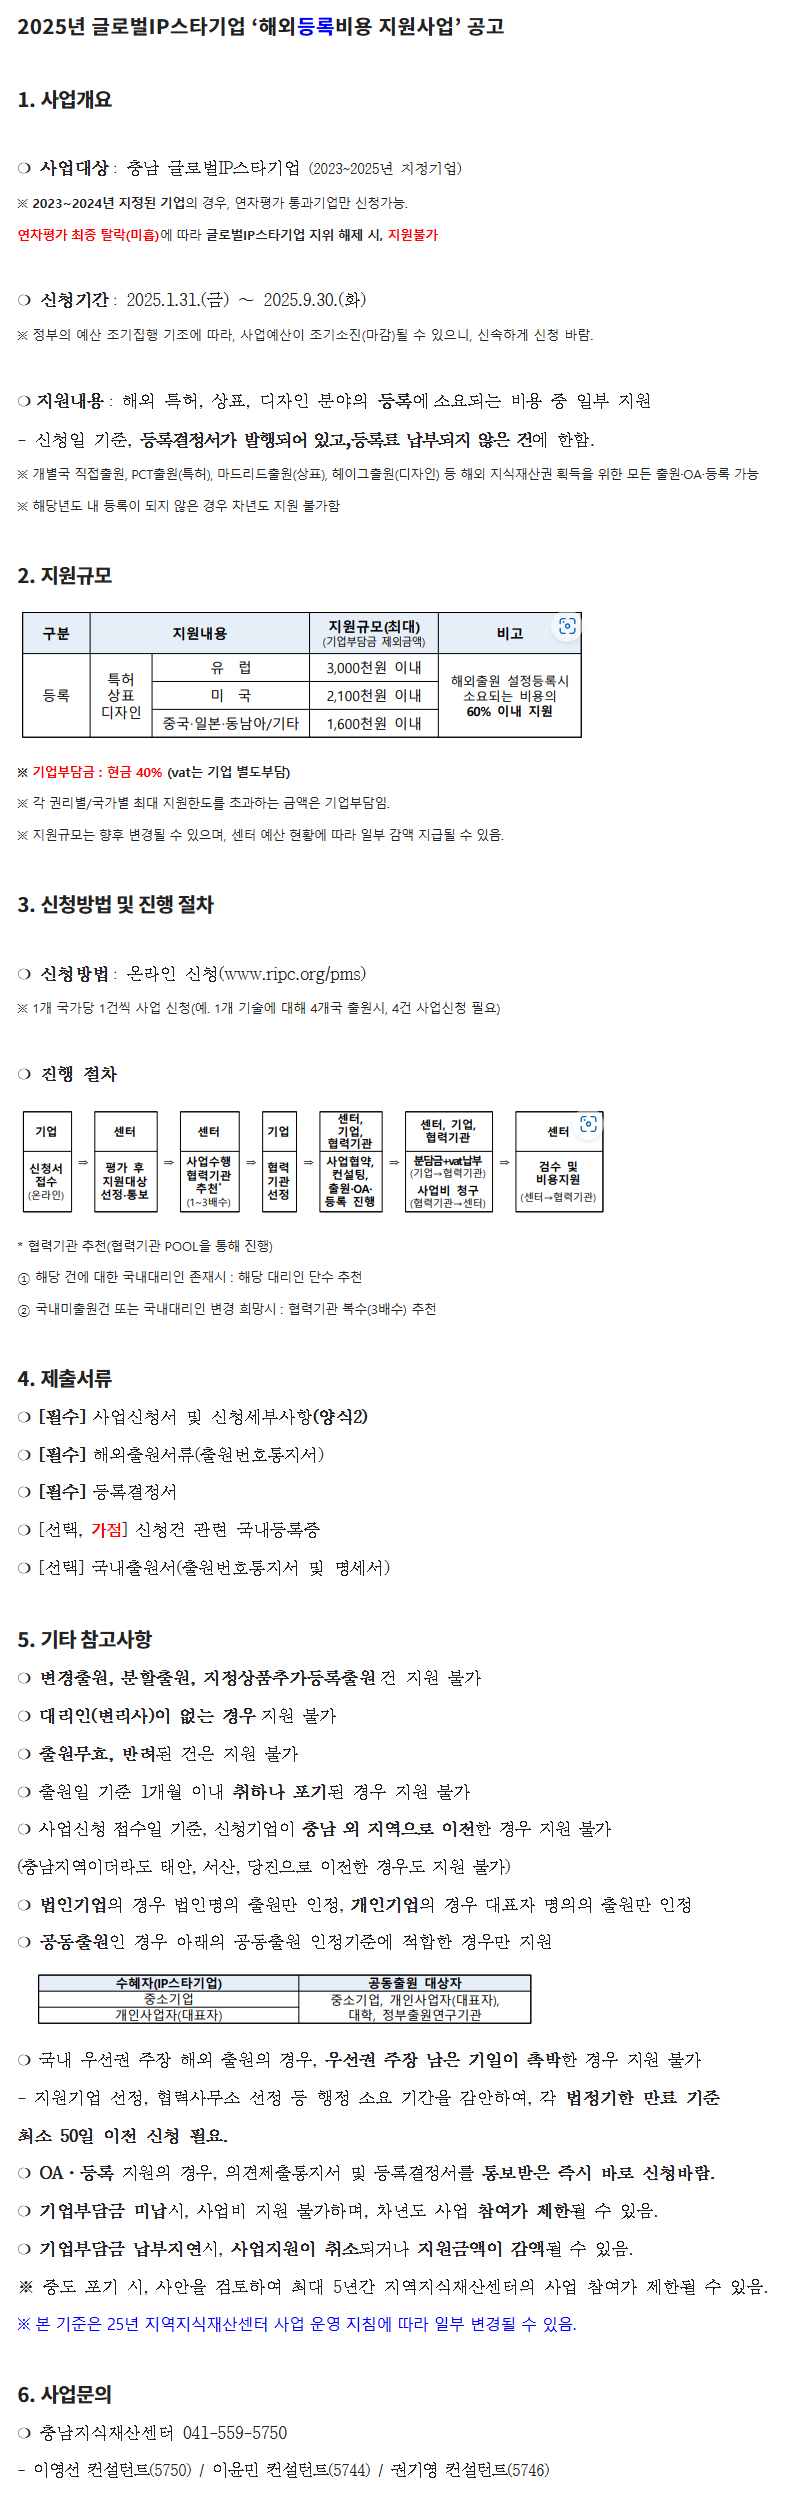 2025년 글로벌IP스타기업 ‘해외등록비용 지원사업’ 공고
1. 사업개요
❍ 사업대상 : 충남 글로벌IP스타기업 (2023~2025년 지정기업)
※ 2023~2024년 지정된 기업의 경우, 연차평가 통과기업만 신청가능.
연차평가 최종 탈락(미흡)에 따라 글로벌IP스타기업 지위 해제 시, 지원불가
❍ 신청기간 : 2025.1.31.(금) ~ 2025.9.30.(화)
※ 정부의 예산 조기집행 기조에 따라, 사업예산이 조기소진(마감)될 수 있으니, 신속하게 신청 바람.
❍ 지원내용 : 해외 특허, 상표, 디자인 분야의 등록에 소요되는 비용 중 일부 지원
- 신청일 기준, 등록결정서가 발행되어 있고,등록료 납부되지 않은 건에 한함.
※ 개별국 직접출원, PCT출원(특허), 마드리드출원(상표), 헤이그출원(디자인) 등 해외 지식재산권 획득을 위한 모든 출원·OA·등록 가능
※ 해당년도 내 등록이 되지 않은 경우 차년도 지원 불가함
2. 지원규모
구분 지원내용 지원규모(최대) (기업부담금 제외금액) 비고
등록 특허 상표 디자인 유 럽 3,000천원 이내 해외출원 설정등록시 소요되는 비용의 60% 이내 지원
미 국 2,100천원 이내
중국·일본·동남아/기타 1,600천원 이내
※ 기업부담금 : 현금 40% (vat는 기업 별도부담)
※ 각 권리별/국가별 최대 지원한도를 초과하는 금액은 기업부담임.
※ 지원규모는 향후 변경될 수 있으며, 센터 예산 현황에 따라 일부 감액 지급될 수 있음.
3. 신청방법 및 진행 절차
❍ 신청방법 : 온라인 신청(www.ripc.org/pms)
※ 1개 국가당 1건씩 사업 신청(예. 1개 기술에 대해 4개국 출원시, 4건 사업신청 필요)
❍ 진행 절차
기업 신청서 접수 (온라인)
⇒ 센터 평가 후 지원대상 선정·통보
⇒ 센터 사업수행 협력기관 추천* (1~3배수)
⇒ 기업 협력 기관 선정
⇒ 센터, 기업, 협력기관 사업협약, 컨설팅, 출원·OA· 등록 진행
⇒ 센터, 기업, 협력기관 분담금+vat납부 (기업→협력기관) 사업비 청구 (협력기관→센터)
⇒ 센터 검수 및 비용지원 (센터→협력기관)
* 협력기관 추천(협력기관 POOL을 통해 진행)
① 해당 건에 대한 국내대리인 존재시 : 해당 대리인 단수 추천
② 국내미출원건 또는 국내대리인 변경 희망시 : 협력기관 복수(3배수) 추천
4. 제출서류
❍ [필수] 사업신청서 및 신청세부사항(양식2)
❍ [필수] 해외출원서류(출원번호통지서)
❍ [필수] 등록결정서
❍ [선택, 가점] 신청건 관련 국내등록증
❍ [선택] 국내출원서(출원번호통지서 및 명세서)
5. 기타 참고사항
❍ 변경출원, 분할출원, 지정상품추가등록출원 건 지원 불가
❍ 대리인(변리사)이 없는 경우 지원 불가
❍ 출원무효, 반려된 건은 지원 불가
❍ 출원일 기준 1개월 이내 취하나 포기된 경우 지원 불가
❍ 사업신청 접수일 기준, 신청기업이 충남 외 지역으로 이전한 경우 지원 불가
(충남지역이더라도 태안, 서산, 당진으로 이전한 경우도 지원 불가)
❍ 법인기업의 경우 법인명의 출원만 인정, 개인기업의 경우 대표자 명의의 출원만 인정
❍ 공동출원인 경우 아래의 공동출원 인정기준에 적합한 경우만 지원
수혜자(IP스타기업) 공동출원 대상자
중소기업 중소기업, 개인사업자(대표자),
개인사업자(대표자) 대학, 정부출원연구기관
❍ 국내 우선권 주장 해외 출원의 경우, 우선권 주장 남은 기일이 촉박한 경우 지원 불가
- 지원기업 선정, 협력사무소 선정 등 행정 소요 기간을 감안하여, 각 법정기한 만료 기준
최소 50일 이전 신청 필요.
❍ OA·등록 지원의 경우, 의견제출통지서 및 등록결정서를 통보받은 즉시 바로 신청바람.
❍ 기업부담금 미납시, 사업비 지원 불가하며, 차년도 사업 참여가 제한될 수 있음.
❍ 기업부담금 납부지연시, 사업지원이 취소되거나 지원금액이 감액될 수 있음.
※ 중도 포기 시, 사안을 검토하여 최대 5년간 지역지식재산센터의 사업 참여가 제한될 수 있음.
※ 본 기준은 25년 지역지식재산센터 사업 운영 지침에 따라 일부 변경될 수 있음.
6. 사업문의
❍ 충남지식재산센터 041-559-5750
- 이영선 컨설턴트(5750) / 이윤민 컨설턴트(5744) / 권기영 컨설턴트(5746)